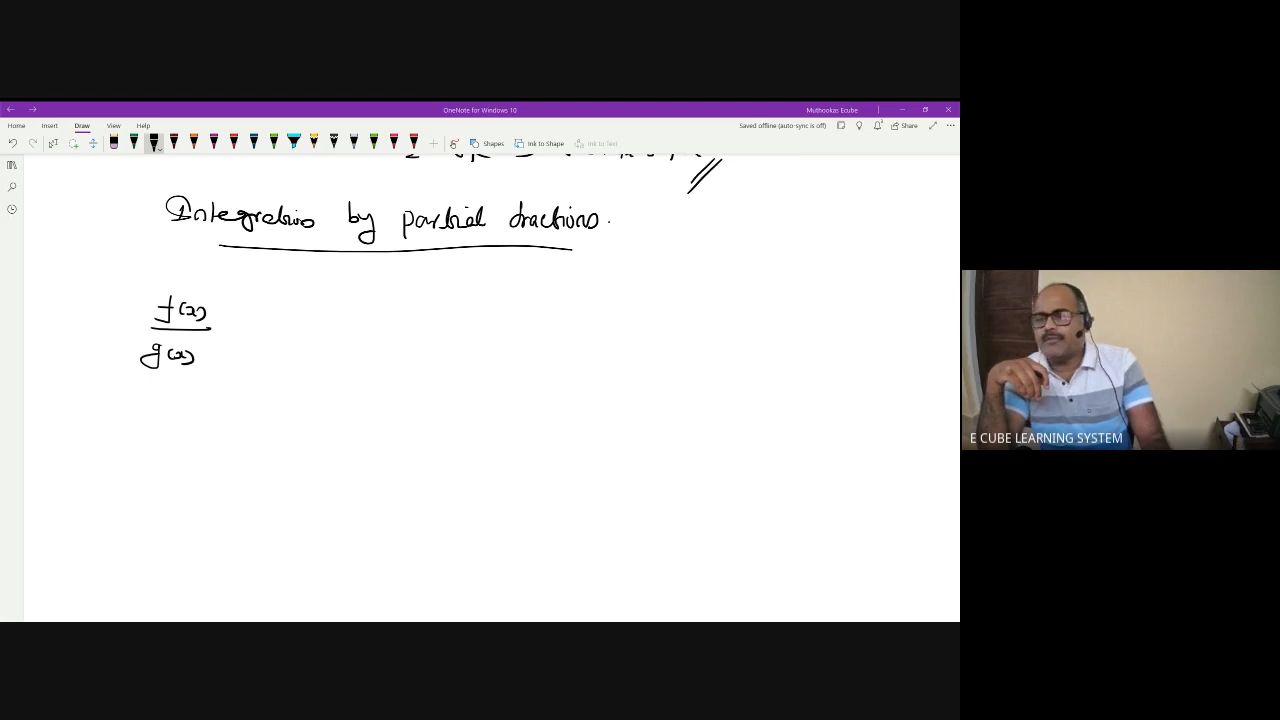 OneNote for Windows 10
Muthookas Ecube
Home Insert Draw View Help
Saved offline (auto-sync is off)
Share
Shapes
Ink to Shape
Ink to Text
Integration by partial fractions.
f(x)
g(x)
E CUBE LEARNING SYSTEM